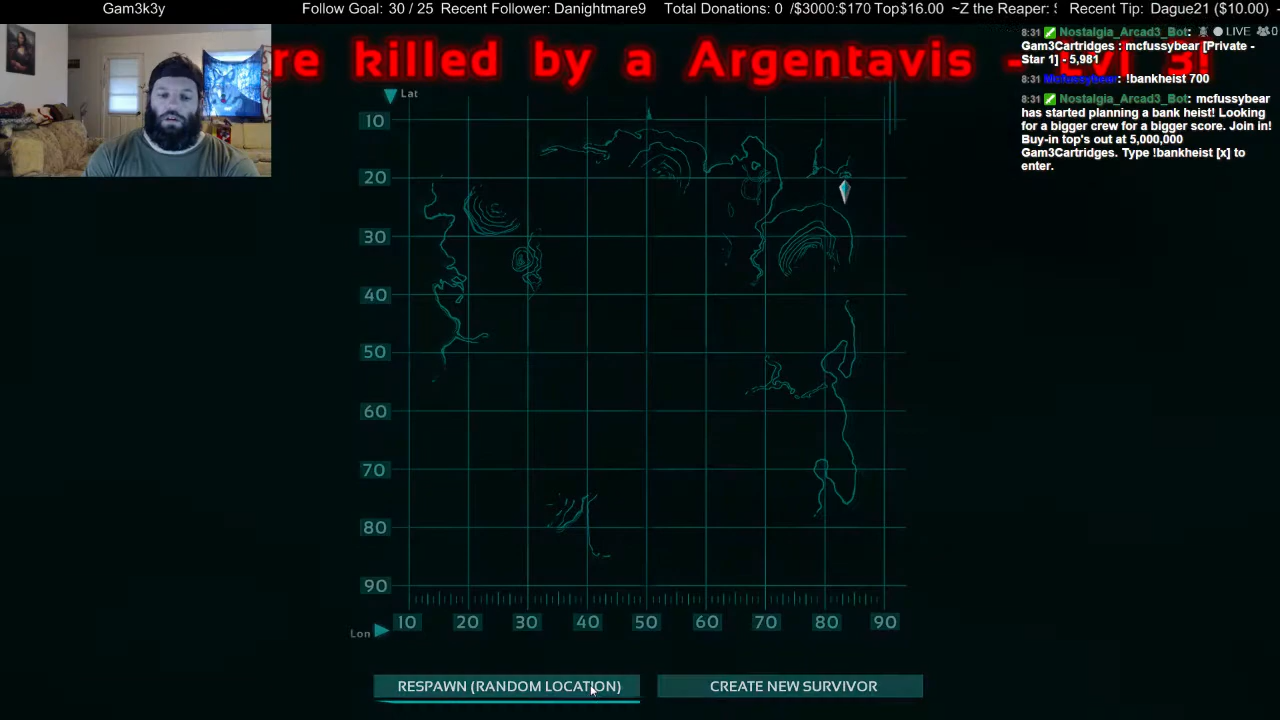 Gam3k3y
Follow Goal: 30 / 25 Recent Follower: Danightmare9
Total Donations: 0 /$3000:$170 Top$16.00 ~Z the Reaper:
Recent Tip: Dague21 ($10.00)
re killed by a Argentavis -
LIVE 0
8:31 Nostalgia_Arcad3_Bot:
Gam3Cartridges : mcfussybear [Private -
Star 1] - 5,981
8:31 McfussyBear: !bankheist 700
8:31 Nostalgia_Arcad3_Bot: mcfussybear
has started planning a bank heist! Looking
for a bigger crew for a bigger score. Join in!
Buy-in top's out at 5,000,000
Gam3Cartridges. Type !bankheist [x] to
enter.
Lat
10
20
30
40
50
60
70
80
90
Lon
10 20 30 40 50 60 70 80 90
RESPAWN (RANDOM LOCATION)
CREATE NEW SURVIVOR